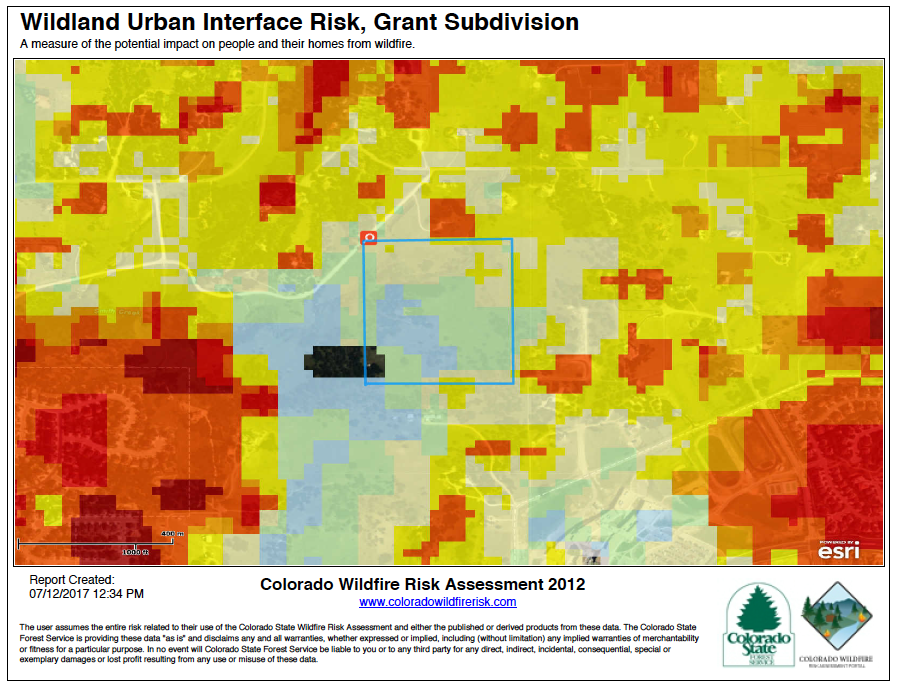 Wildland Urban Interface Risk, Grant Subdivision
A measure of the potential impact on people and their homes from wildfire.
400 m
1000 ft
POWERED BY
esri
Report Created:
07/12/2017 12:34 PM
Colorado Wildfire Risk Assessment 2012
www.coloradowildfirerisk.com
The user assumes the entire risk related to their use of the Colorado State Wildfire Risk Assessment and either the published or derived products from these data. The Colorado State
Forest Service is providing these data "as is" and disclaims any and all warranties, whether expressed or implied, including (without limitation) any implied warranties of merchantability
or fitness for a particular purpose. In no event will Colorado State Forest Service be liable to you or to any third party for any direct, indirect, incidental, consequential, special or
exemplary damages or lost profit resulting from any use or misuse of these data.
Colorado
State
FOREST
SERVICE
COLORADO WILDFIRE
RISK ASSESSMENT PORTAL